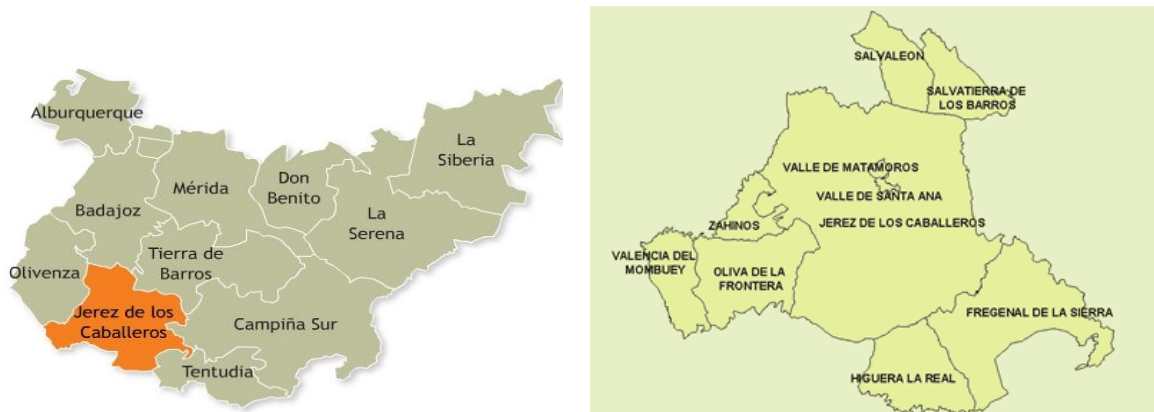 Alburquerque
La
Siberia
Don
Benito
Mérida
La
Serena
Badajoz
Tierra de
Barros
Olivenza
Jerez de los
Caballeros
Campiña Sur
Tentudia
SALVALEON
SALVATIERRA DE
LOS BARROS
VALLE DE MATAMOROS
VALLE DE SANTA ANA
JEREZ DE LOS CABALLEROS
ZAHINOS
VALENCIA DEL
MOMBUEY
OLIVA DE LA
FRONTERA
FREGENAL DE LA SIERRA
HIGUERA LA REAL